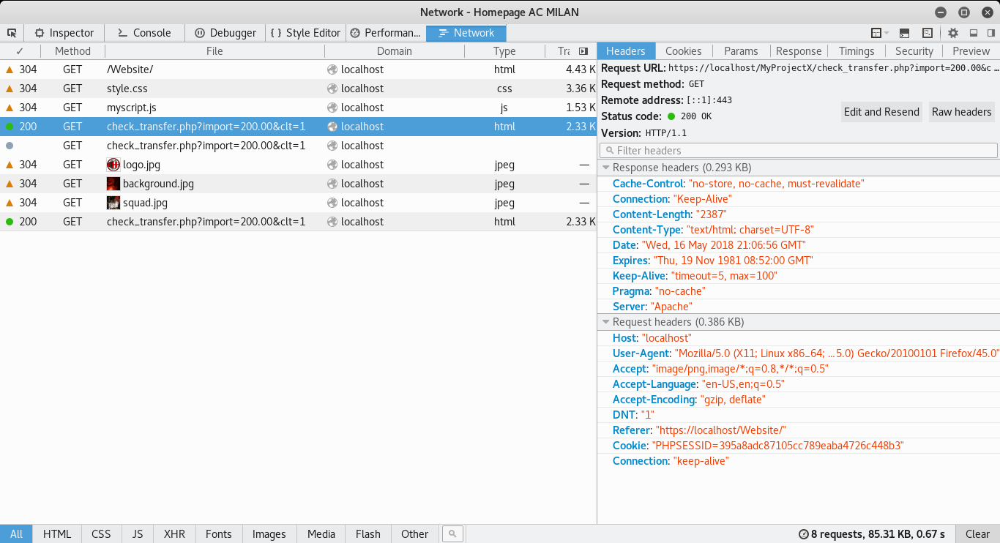 Network - Homepage AC MILAN
Inspector Console Debugger { } Style Editor Performan... Network
✓ Method File Domain Type Tra
304 GET /Website/ localhost html 4.43 K
304 GET style.css localhost css 3.36 K
304 GET myscript.js localhost js 1.53 K
200 GET check_transfer.php?import=200.00&clt=1 localhost html 2.33 K
GET check_transfer.php?import=200.00&clt=1 localhost
304 GET logo.jpg localhost jpeg —
304 GET background.jpg localhost jpeg —
304 GET squad.jpg localhost jpeg —
200 GET check_transfer.php?import=200.00&clt=1 localhost html 2.33 K
Headers Cookies Params Response Timings Security Preview
Request URL: https://localhost/MyProjectX/check_transfer.php?import=200.00&c ...
Request method: GET
Remote address: [::1]:443
Status code: 200 OK
Edit and Resend Raw headers
Version: HTTP/1.1
Filter headers
Response headers (0.293 KB)
Cache-Control: "no-store, no-cache, must-revalidate"
Connection: "Keep-Alive"
Content-Length: "2387"
Content-Type: "text/html; charset=UTF-8"
Date: "Wed, 16 May 2018 21:06:56 GMT"
Expires: "Thu, 19 Nov 1981 08:52:00 GMT"
Keep-Alive: "timeout=5, max=100"
Pragma: "no-cache"
Server: "Apache"
Request headers (0.386 KB)
Host: "localhost"
User-Agent: "Mozilla/5.0 (X11; Linux x86_64; ...5.0) Gecko/20100101 Firefox/45.0"
Accept: "image/png,image/*;q=0.8,*/*;q=0.5"
Accept-Language: "en-US,en;q=0.5"
Accept-Encoding: "gzip, deflate"
DNT: "1"
Referer: "https://localhost/Website/"
Cookie: "PHPSESSID=395a8adc87105cc789eaba4726c448b3"
Connection: "keep-alive"
All HTML CSS JS XHR Fonts Images Media Flash Other
8 requests, 85.31 KB, 0.67 s Clear